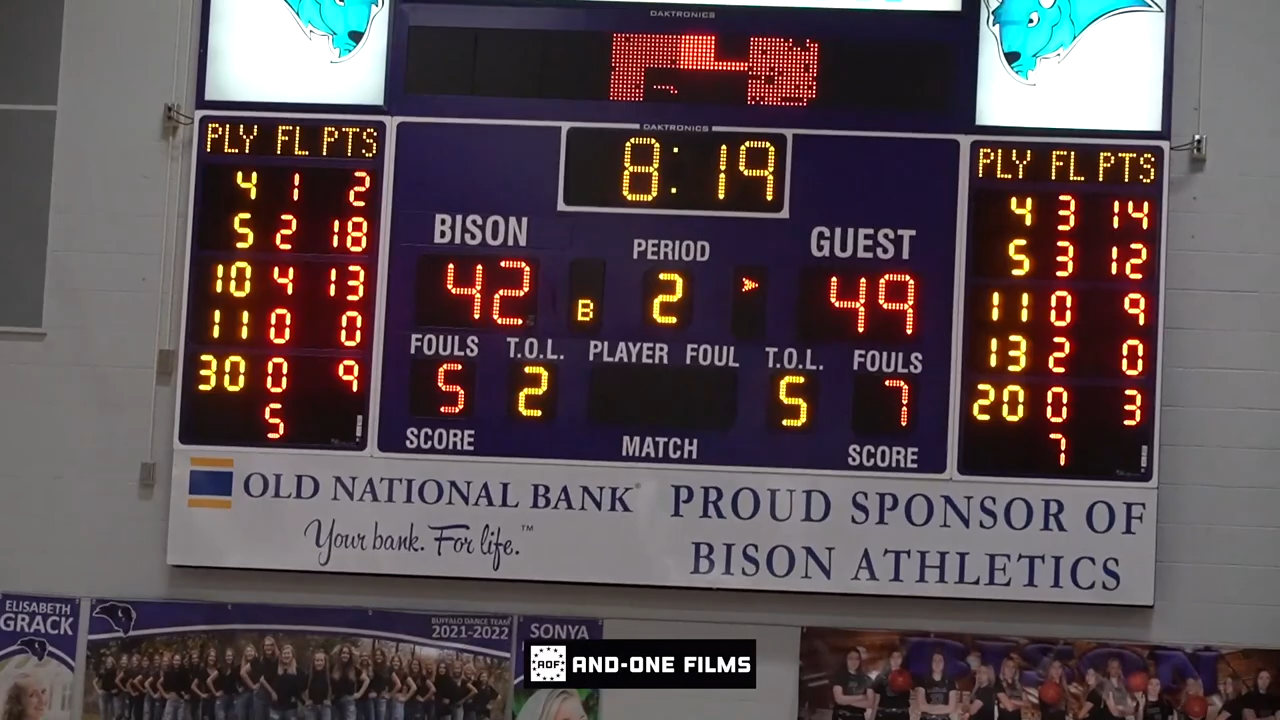 DAKTRONICS
DAKTRONICS
8:19
PLY FL PTS
4 1 2
5 2 18
10 4 13
11 0 0
30 0 9
5
BISON
42
PERIOD
B 2
GUEST
49
FOULS T.O.L. PLAYER FOUL T.O.L. FOULS
5 2 5 7
SCORE MATCH SCORE
PLY FL PTS
4 3 14
5 3 12
11 0 9
13 2 0
20 0 3
7
OLD NATIONAL BANK
Your bank. For life.™
PROUD SPONSOR OF
BISON ATHLETICS
ELISABETH
GRACK
BUFFALO DANCE TEAM
2021-2022
SONYA
BISON
AOF AND-ONE FILMS